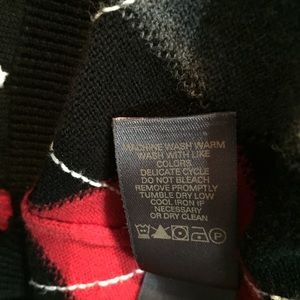 MACHINE WASH WARM
WASH WITH LIKE
COLORS
DELICATE CYCLE
DO NOT BLEACH
REMOVE PROMPTLY
TUMBLE DRY LOW
COOL IRON IF
NECESSARY
OR DRY CLEAN
P